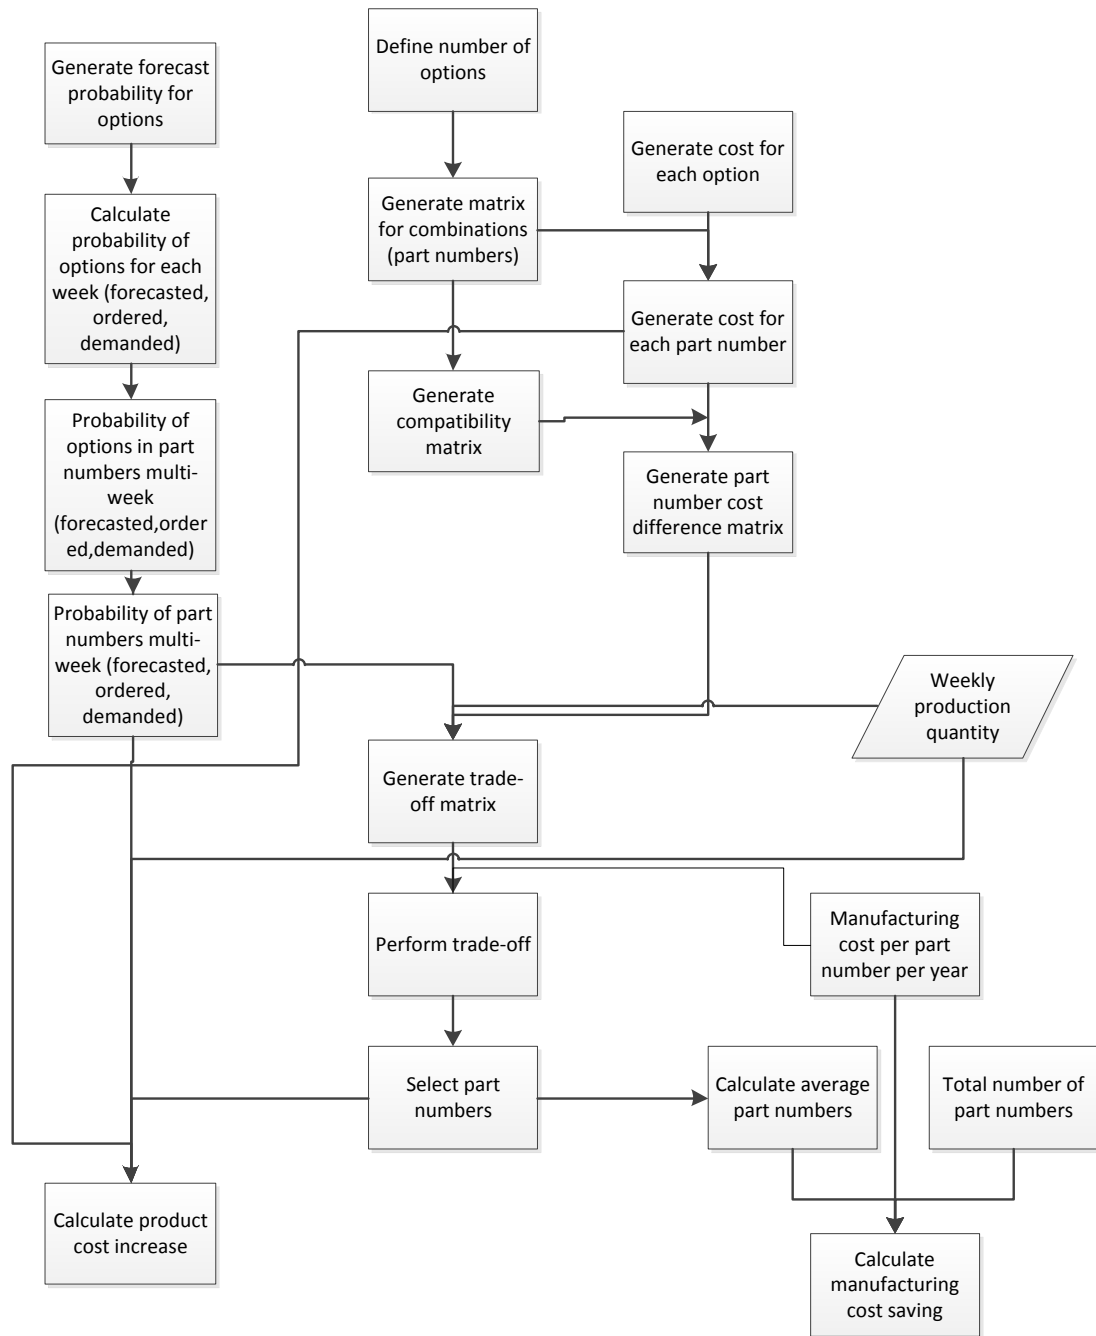 Define number of
options
Generate forecast
probability for
options
Generate cost for
each option
Generate matrix
for combinations
(part numbers)
Calculate
probability of
options for each
week (forecasted,
ordered,
demanded)
Generate cost for
each part number
Generate
compatibility
matrix
Probability of
options in part
numbers multi-
week
(forecasted,order
ed,demanded)
Generate part
number cost
difference matrix
Probability of part
numbers multi-
week (forecasted,
ordered,
demanded)
Weekly
production
quantity
Generate trade-
off matrix
Perform trade-off
Manufacturing
cost per part
number per year
Select part
numbers
Calculate average
part numbers
Total number of
part numbers
Calculate product
cost increase
Calculate
manufacturing
cost saving